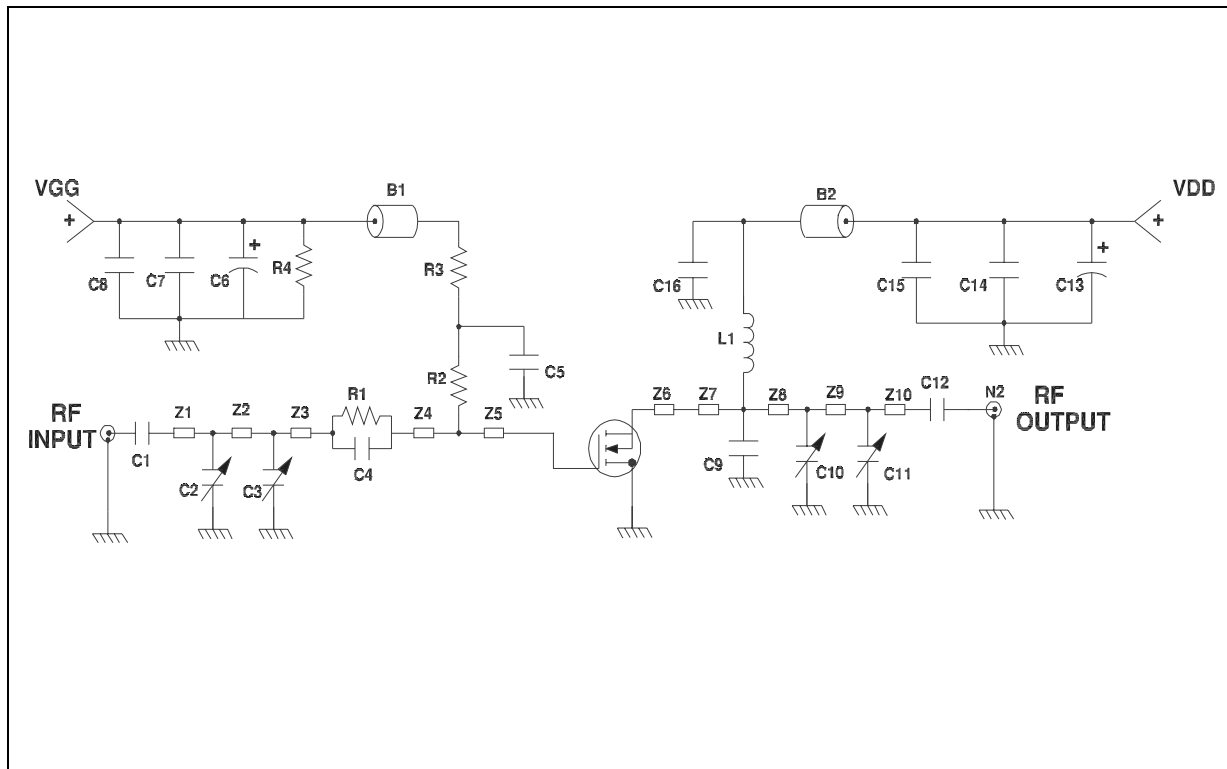 VGG
+
B1
B2
VDD
+
C8
C7
C6
+
R4
R3
C16
C15
C14
C13
+
L1
R2
C5
RF
INPUT
C1
Z1
Z2
Z3
R1
C4
Z4
Z5
Z6
Z7
Z8
Z9
Z10
C12
N2
RF
OUTPUT
C2
C3
C9
C10
C11